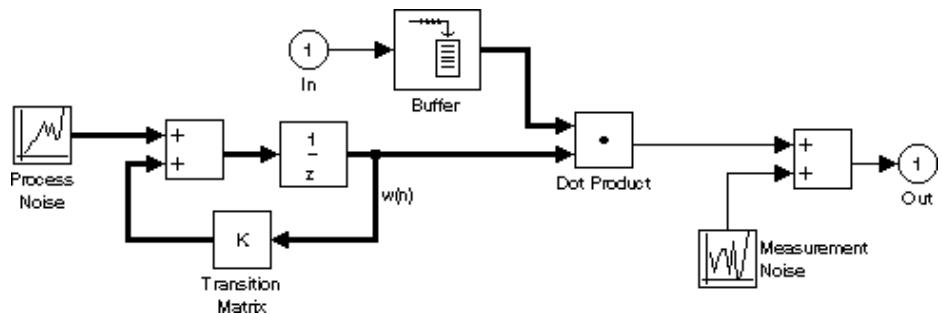 1
In
Buffer
Process
Noise
+
+
1
z
w(n)
K
Transition
Matrix
Dot Product
+
+
1
Out
Measurement
Noise